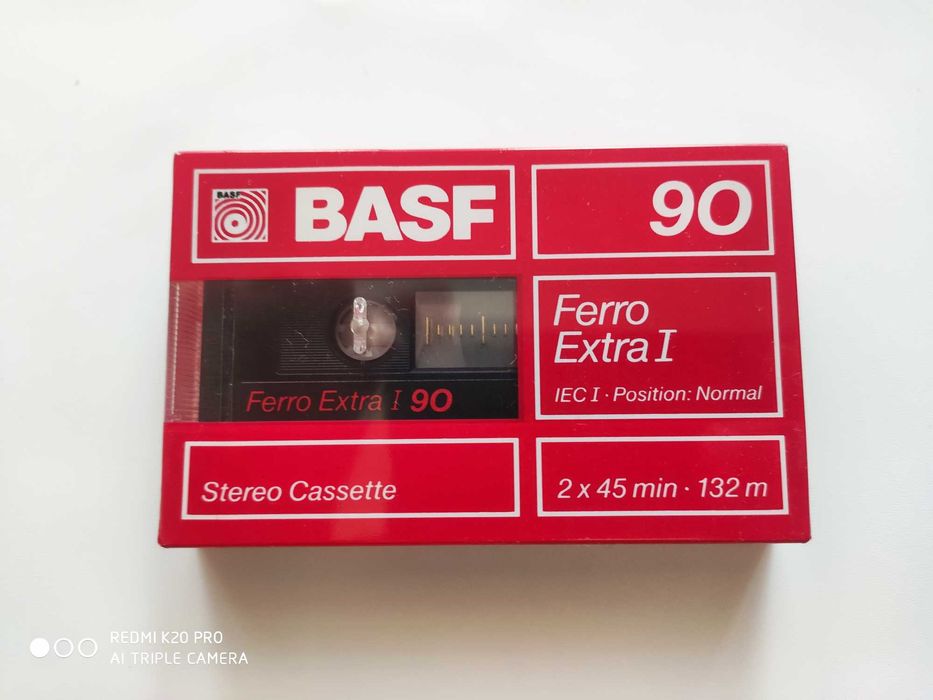 BASF
BASF
90
Ferro
Extra I
IEC I · Position: Normal
Ferro Extra I 90
Stereo Cassette
2 x 45 min · 132 m
REDMI K20 PRO
AI TRIPLE CAMERA